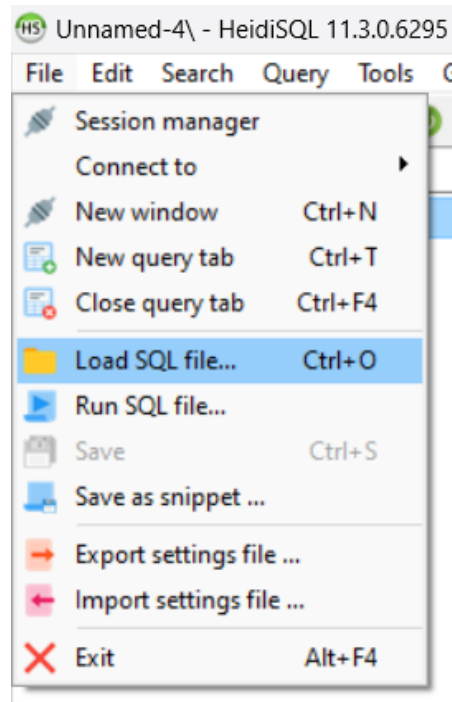 HS Unnamed-4\ - HeidiSQL 11.3.0.6295
File Edit Search Query Tools
Session manager
Connect to
New window Ctrl+N
New query tab Ctrl+T
Close query tab Ctrl+F4
Load SQL file... Ctrl+O
Run SQL file...
Save Ctrl+S
Save as snippet ...
Export settings file ...
Import settings file ...
Exit Alt+F4